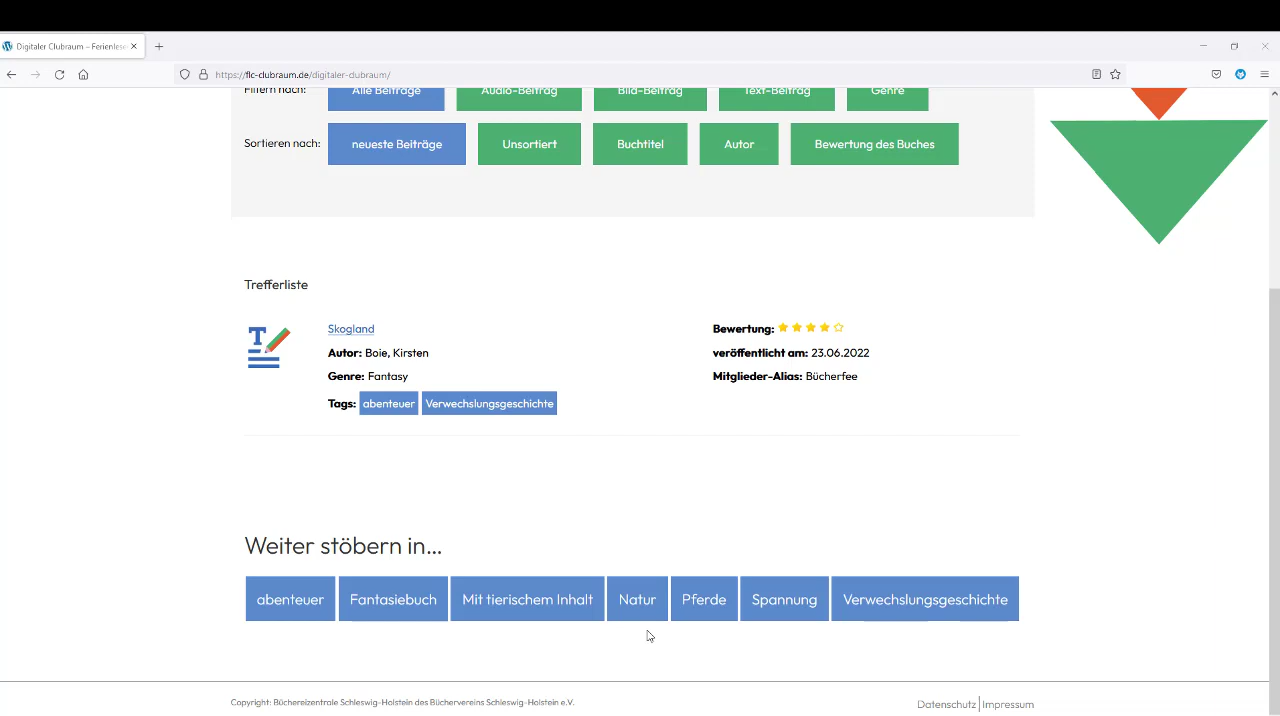 Digitaler Clubraum – Ferienlese
https://flc-clubraum.de/digitaler-clubraum/
Filtern nach: Alle Beiträge Audio-Beitrag Bild-Beitrag Text-Beitrag Genre
Sortieren nach: neueste Beiträge Unsortiert Buchtitel Autor Bewertung des Buches
Trefferliste
T
Skogland Bewertung:
Autor: Boie, Kirsten veröffentlicht am: 23.06.2022
Genre: Fantasy Mitglieder-Alias: Bücherfee
Tags: abenteuer Verwechslungsgeschichte
Weiter stöbern in...
abenteuer Fantasiebuch Mit tierischem Inhalt Natur Pferde Spannung Verwechslungsgeschichte
Copyright: Büchereizentrale Schleswig-Holstein des Büchervereins Schleswig-Holstein e.V. Datenschutz | Impressum